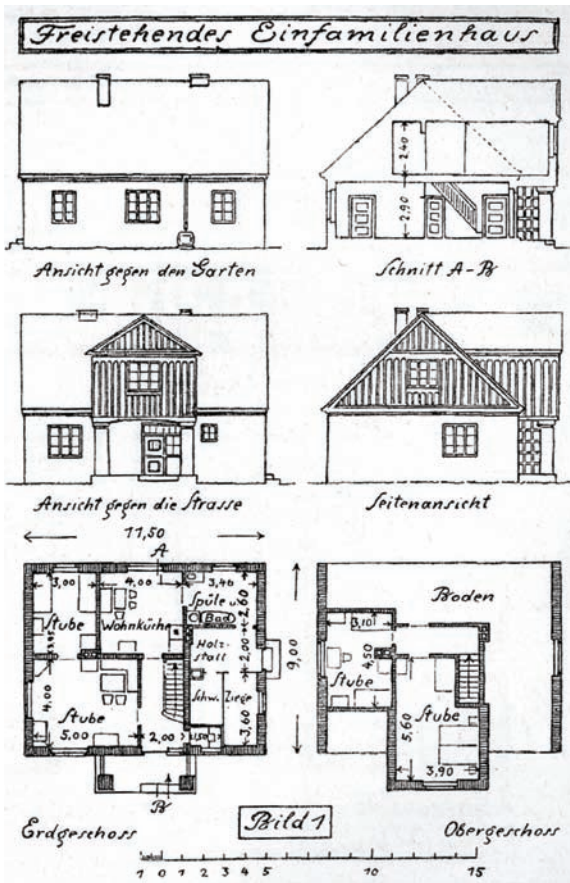 Freistehendes Einfamilienhaus
2,40
2,90
Ansicht gegen den Garten
Schnitt A-B
Ansicht gegen die Strasse
Seitenansicht
11,50
A
3,00
4,00
3,40
Stube
Wohnküche
Spüle u.
Bad
2,60
Holz-
stall
2,00
9,00
4,00
Schw.
Ziege
Stube
5,00
2,00
3,60
B
Boden
3,10
4,50
Stube
Stube
5,60
3,90
Erdgeschoss
Bild 1
Obergeschoss
1 0 1 2 3 4 5 10 15